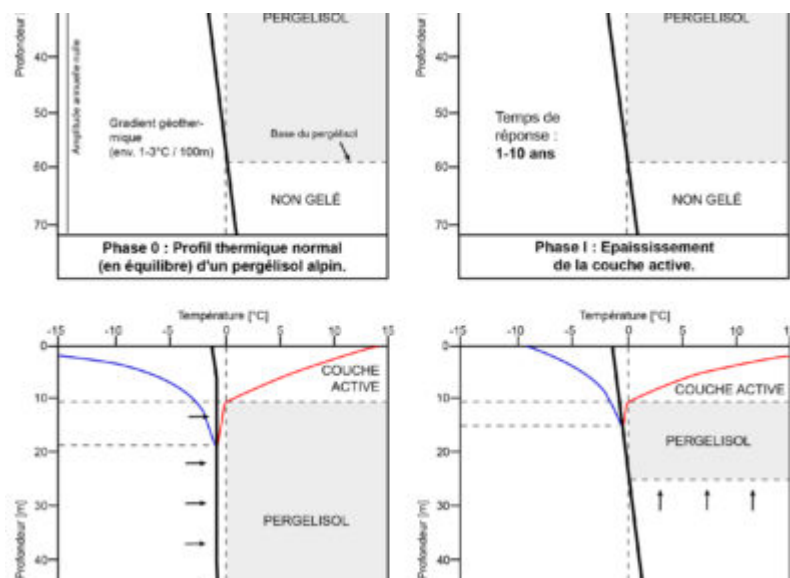 PERGELISOL
Profondeur
40
50
60
70
Amplitude annuelle nulle
Gradient géother-
mique
(env. 1-3°C / 100m)
Base du pergélisol
NON GELÉ
Phase 0 : Profil thermique normal
(en équilibre) d'un pergélisol alpin.
PERGELISOL
Profondeur
40
50
60
70
Temps de
réponse :
1-10 ans
NON GELÉ
Phase I : Epaississement
de la couche active.
Température [°C]
-15 -10 -5 0 5 10 15
0
10
20
30
40
Profondeur [m]
COUCHE
ACTIVE
PERGELISOL
Température [°C]
-15 -10 -5 0 5 10 15
0
10
20
30
40
Profondeur [m]
COUCHE ACTIVE
PERGELISOL